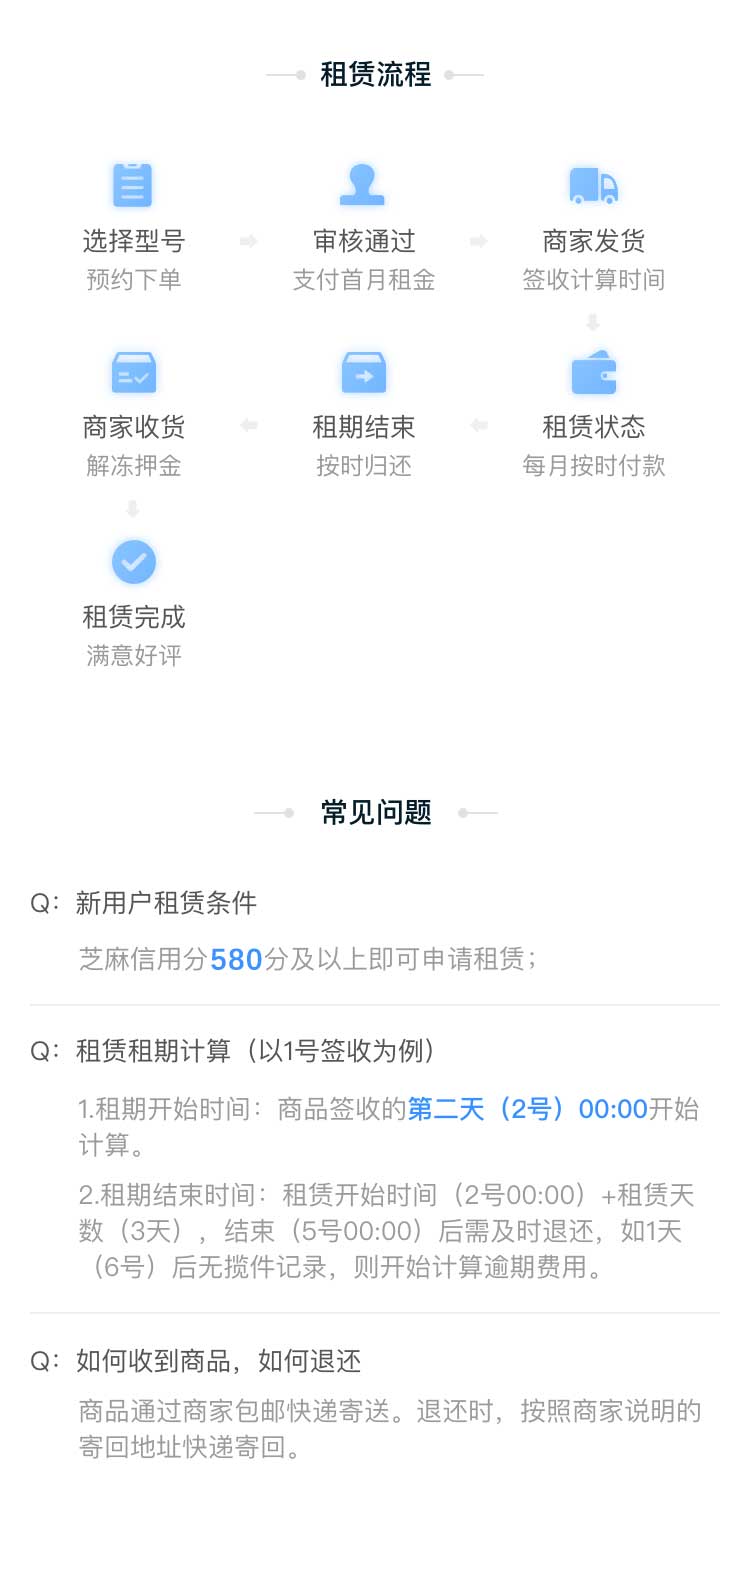 租赁流程
选择型号
预约下单
审核通过
支付首月租金
商家发货
签收计算时间
租赁状态
每月按时付款
租期结束
按时归还
商家收货
解冻押金
租赁完成
满意好评
常见问题
Q：新用户租赁条件
芝麻信用分580分及以上即可申请租赁；
Q：租赁租期计算（以1号签收为例）
1.租期开始时间：商品签收的第二天（2号）00:00开始
计算。
2.租期结束时间：租赁开始时间（2号00:00）+租赁天
数（3天），结束（5号00:00）后需及时退还，如1天
（6号）后无揽件记录，则开始计算逾期费用。
Q：如何收到商品，如何退还
商品通过商家包邮快递寄送。退还时，按照商家说明的
寄回地址快递寄回。